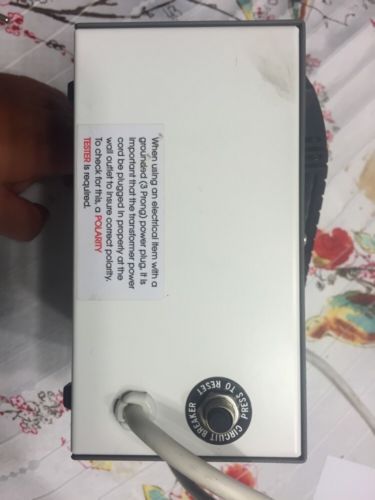 When using an electrical item with a
grounded (3 Prong) power plug, it is
important that the transformer power
cord be plugged in properly at the
wall outlet to insure correct polarity.
To check for this, a POLARITY
TESTER is required.
CIRCUIT BREAKER
PRESS TO RESET